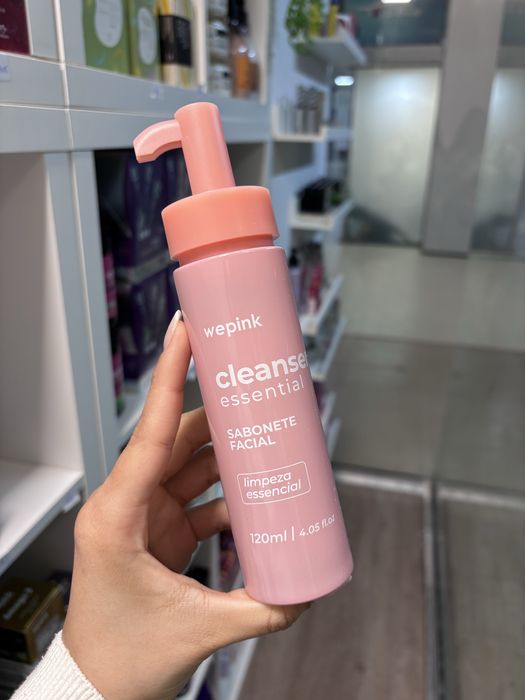 wepink
cleanser
essential
SABONETE
FACIAL
limpeza
essencial
120ml | 4.05 fl.oz